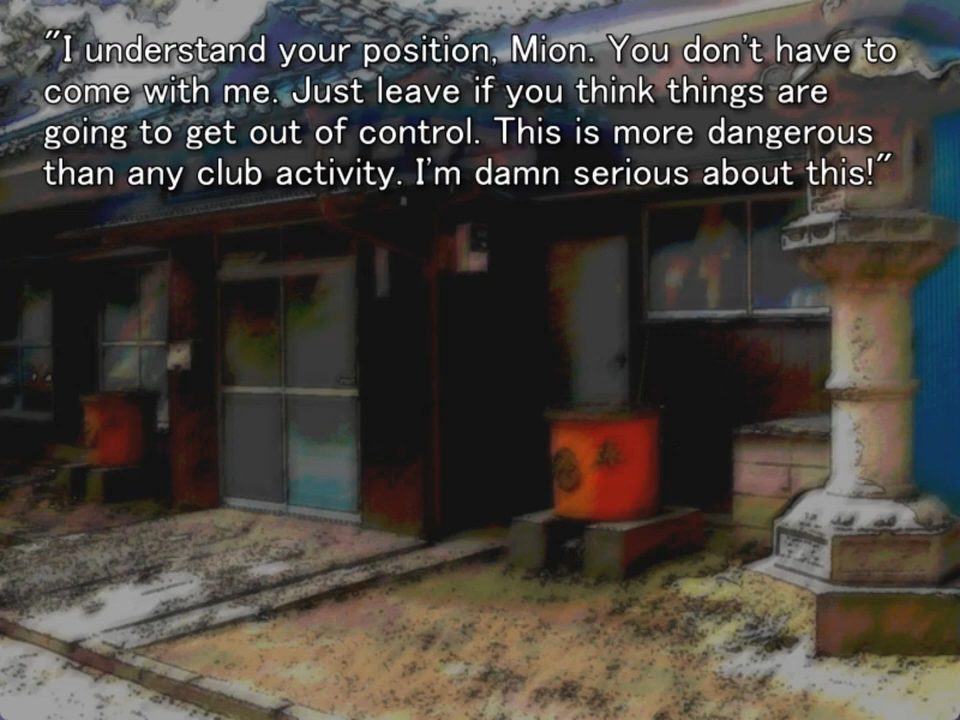 "I understand your position, Mion. You don't have to
come with me. Just leave if you think things are
going to get out of control. This is more dangerous
than any club activity. I'm damn serious about this!"